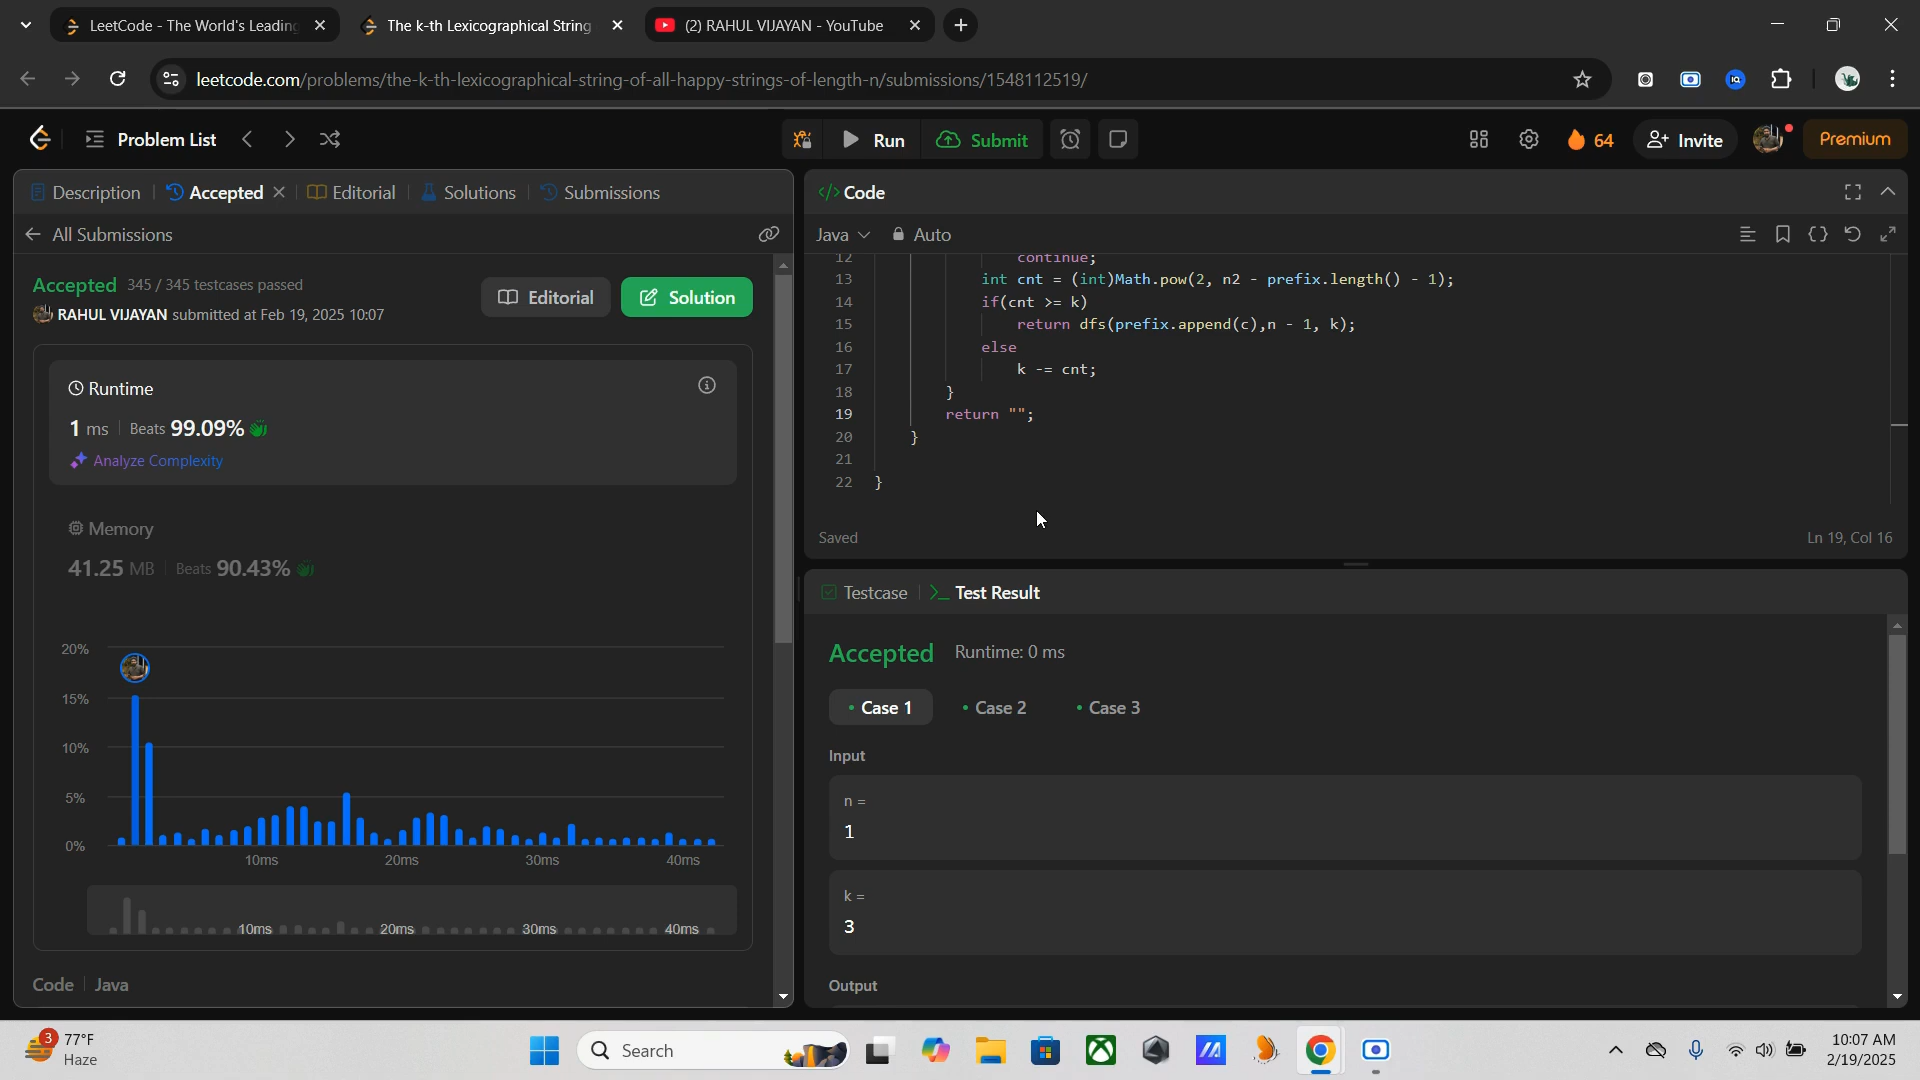 LeetCode - The World's Leading
The k-th Lexicographical String
(2) RAHUL VIJAYAN - YouTube
leetcode.com/problems/the-k-th-lexicographical-string-of-all-happy-strings-of-length-n/submissions/1548112519/
Problem List
Run
Submit
64
Invite
Premium
Description
Accepted
Editorial
Solutions
Submissions
All Submissions
Accepted 345 / 345 testcases passed
RAHUL VIJAYAN submitted at Feb 19, 2025 10:07
Editorial
Solution
Runtime
1 ms | Beats 99.09%
Analyze Complexity
Memory
41.25 MB | Beats 90.43%
20%
15%
10%
5%
0%
10ms 20ms 30ms 40ms
10ms 20ms 30ms 40ms
Code | Java
</> Code
Java Auto
12 continue;
13 int cnt = (int)Math.pow(2, n2 - prefix.length() - 1);
14 if(cnt >= k)
15 return dfs(prefix.append(c),n - 1, k);
16 else
17 k -= cnt;
18 }
19 return "";
20 }
21
22 }
Saved
Ln 19, Col 16
Testcase
>_ Test Result
Accepted Runtime: 0 ms
• Case 1 • Case 2 • Case 3
Input
n =
1
k =
3
Output
3
77°F
Haze
Search
10:07 AM
2/19/2025